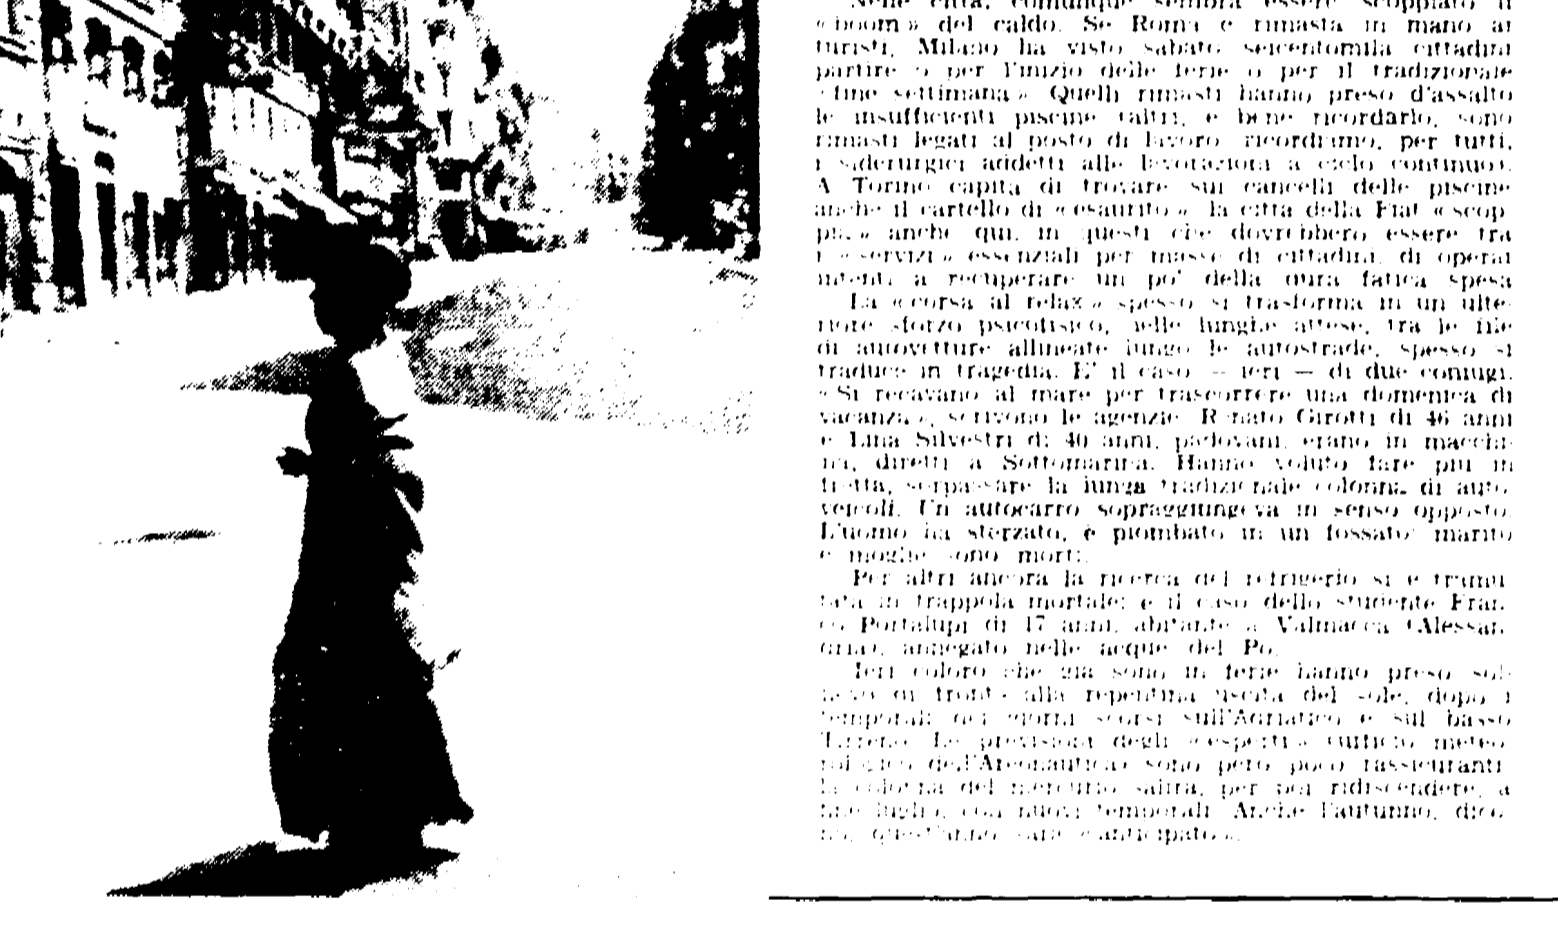 Nelle città, comunque sembra essere scoppiato il
«boom» del caldo. Se Roma è rimasta in mano ai
turisti, Milano ha visto sabato seicentomila cittadini
partire o per l'inizio delle ferie o per il tradizionale
«fine settimana». Quelli rimasti hanno preso d'assalto
le insufficienti piscine (altri, è bene ricordarlo, sono
rimasti legati al posto di lavoro: ricordiamo, per tutti,
i siderurgici addetti alle lavorazioni a ciclo continuo).
A Torino capita di trovare sui cancelli delle piscine
anche il cartello di «esaurito»: la città della Fiat «scop-
pia» anche qui, in questi che dovrebbero essere tra
i «servizi» essenziali per masse di cittadini, di operai
intenti a recuperare un po' della dura fatica spesa
La «corsa al relax» spesso si trasforma in un ulte-
riore sforzo psicofisico, nelle lunghe attese, tra le file
di autovetture allineate lungo le autostrade, spesso si
traduce in tragedia. E' il caso — ieri — di due coniugi.
«Si recavano al mare per trascorrere una domenica di
vacanza», scrivono le agenzie. Renato Girotti di 46 anni
e Lina Silvestri di 40 anni, padovani, erano in macchi-
na, diretti a Sottomarina. Hanno voluto fare più in
fretta, sorpassare la lunga tradizionale colonna di auto-
veicoli. Un autocarro sopraggiungeva in senso opposto.
L'uomo ha sterzato, è piombato in un fossato: marito
e moglie sono morti.
Per altri ancora la ricerca del refrigerio si è tramu-
tata in trappola mortale: è il caso dello studente Fran-
co Portalupi di 17 anni, abitante a Valmacca (Alessan-
dria), annegato nelle acque del Po.
Ieri coloro che già sono in ferie hanno preso sol-
lievo di fronte alla repentina uscita del sole, dopo i
temporali dei giorni scorsi sull'Adriatico e sul basso
Tirreno. Le previsioni degli «esperti» (ufficio meteo-
rologico dell'Aeronautica) sono però poco rassicuranti:
la colonna del mercurio salirà, per poi ridiscendere, a
fine luglio, con nuovi temporali. Anche l'autunno, dico-
no, quest'anno sarà «anticipato».